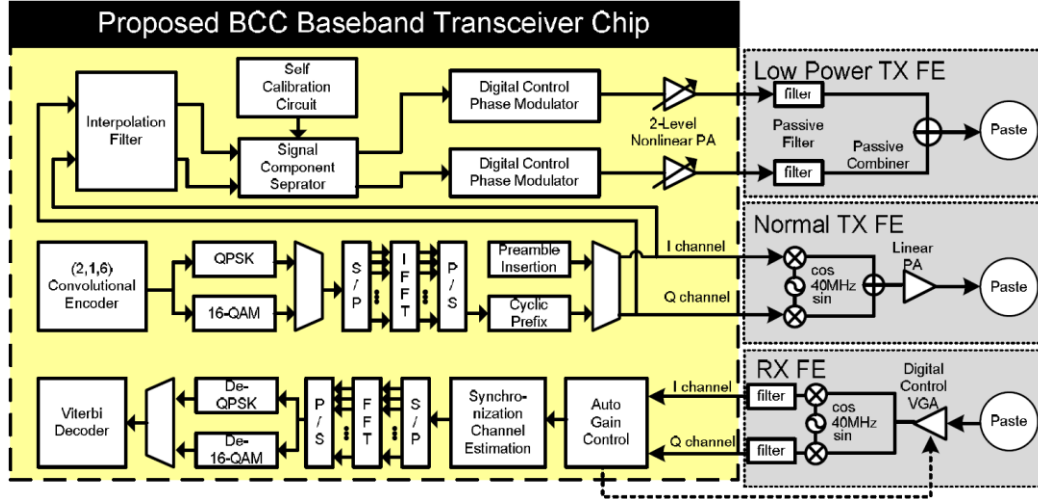 Proposed BCC Baseband Transceiver Chip
Self
Calibration
Circuit
Interpolation
Filter
Signal
Component
Seprator
Digital Control
Phase Modulator
Digital Control
Phase Modulator
2-Level
Nonlinear PA
Low Power TX FE
filter
Passive
Filter
filter
Passive
Combiner
Paste
(2,1,6)
Convolutional
Encoder
QPSK
16-QAM
S/P
IFFT
P/S
Preamble
Insertion
Cyclic
Prefix
I channel
Q channel
Normal TX FE
cos
40MHz
sin
Linear
PA
Paste
Viterbi
Decoder
De-
QPSK
De-
16-QAM
P/S
FFT
S/P
Synchro-
nization
Channel
Estimation
Auto
Gain
Control
I channel
Q channel
RX FE
filter
filter
cos
40MHz
sin
Digital
Control
VGA
Paste